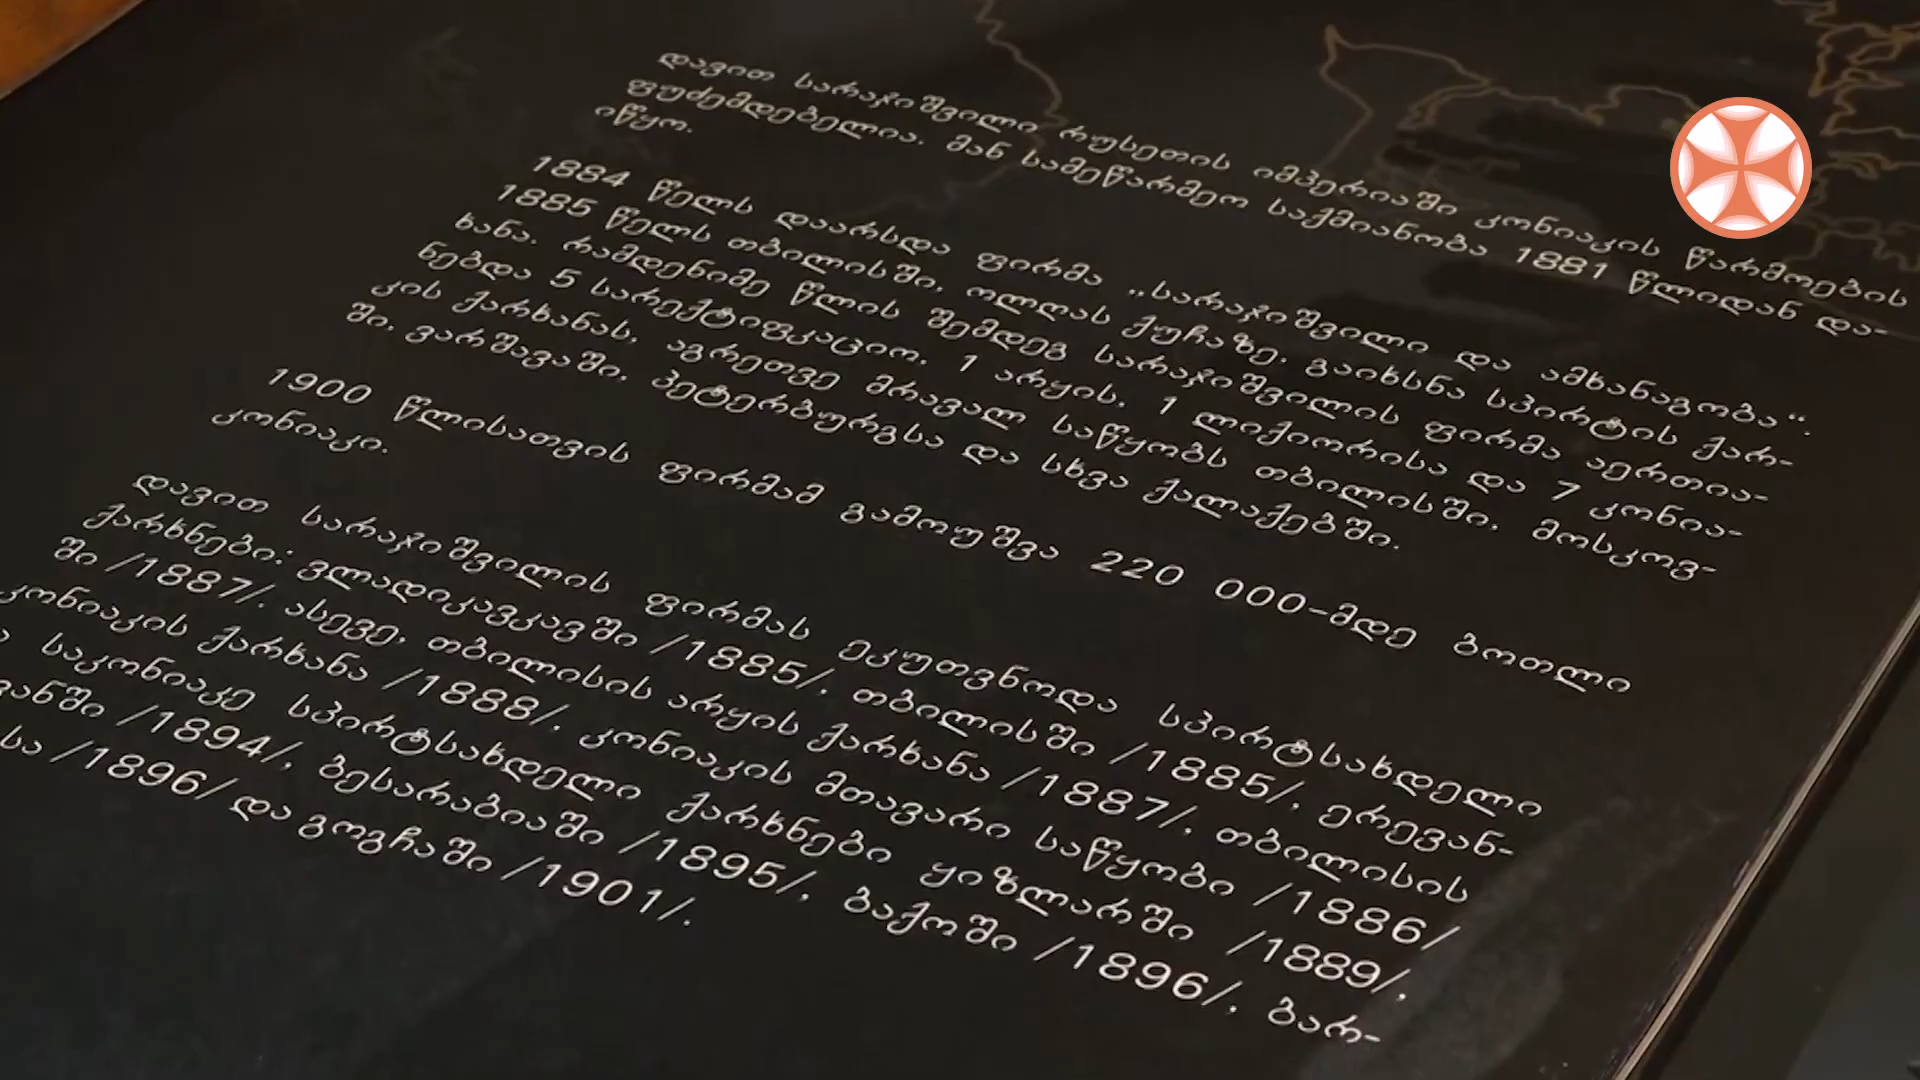 დავით სარაჯიშვილი რუსეთის იმპერიაში კონიაკის წარმოების
ფუძემდებელია. მან სამეწარმეო საქმიანობა 1881 წლიდან და-
იწყო.
1884 წელს დაარსდა ფირმა „სარაჯიშვილი და ამხანაგობა“.
1885 წელს თბილისში, ოლღას ქუჩაზე, გაიხსნა სპირტის ქარ-
ხანა. რამდენიმე წლის შემდეგ სარაჯიშვილის ფირმა აერთია-
ნებდა 5 სარექტიფკაციო, 1 არყის, 1 ლიქიორისა და 7 კონია-
კის ქარხანას, აგრეთვე მრავალ საწყობს თბილისში, მოსკოვ-
ში, ვარშავაში, პეტერბურგსა და სხვა ქალაქებში.
1900 წლისათვის ფირმამ გამოუშვა 220 000-მდე ბოთლი
კონიაკი.
დავით სარაჯიშვილის ფირმას ეკუთვნოდა სპირტსახდელი
ქარხნები: ვლადიკავკავში /1885/, თბილისში /1885/, ერევან-
ში /1887/. ასევე, თბილისის არყის ქარხანა /1887/, თბილისის
კონიაკის ქარხანა /1888/, კონიაკის მთავარი საწყობი /1886/
საკონიაკე სპირტსახდელი ქარხნები ყიზლარში /1889/,
ვანში /1894/, ბესარაბიაში /1895/, ბაქოში /1896/, ბარ-
სა /1896/ და გოგჩაში /1901/.